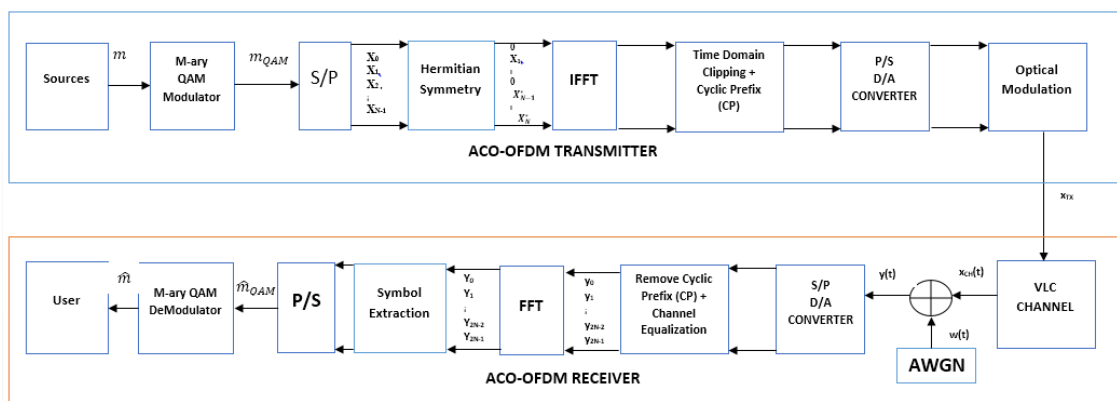 Sources
m
M-ary
QAM
Modulator
m_QAM
S/P
X₀
X₁,
X₂ ,
;
X_N-1
Hermitian
Symmetry
0
X₁,
;
0
X*_N−1
;
X*_N
IFFT
Time Domain
Clipping +
Cyclic Prefix
(CP)
P/S
D/A
CONVERTER
Optical
Modulation
ACO-OFDM TRANSMITTER
x_TX
User
m̂
M-ary QAM
DeModulator
m̂_QAM
P/S
Symbol
Extraction
Y₀
Y₁
;
Y_2N-2
Y_2N-1
FFT
y₀
y₁
;
y_2N-2
y_2N-1
Remove Cyclic
Prefix (CP) +
Channel
Equalization
S/P
D/A
CONVERTER
y(t)
x_CH(t)
w(t)
AWGN
VLC
CHANNEL
ACO-OFDM RECEIVER